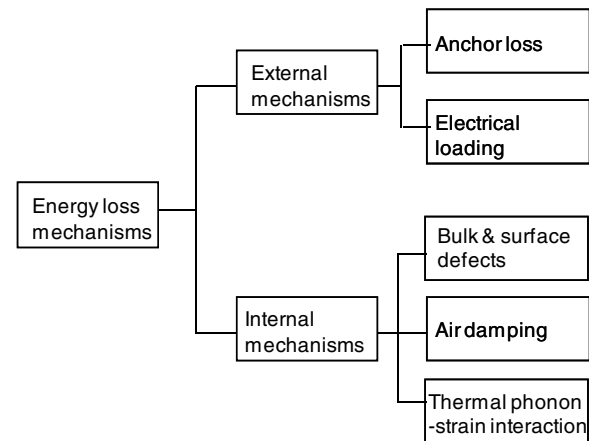 Energy loss
mechanisms
External
mechanisms
Anchor loss
Electrical
loading
Internal
mechanisms
Bulk & surface
defects
Air damping
Thermal phonon
-strain interaction